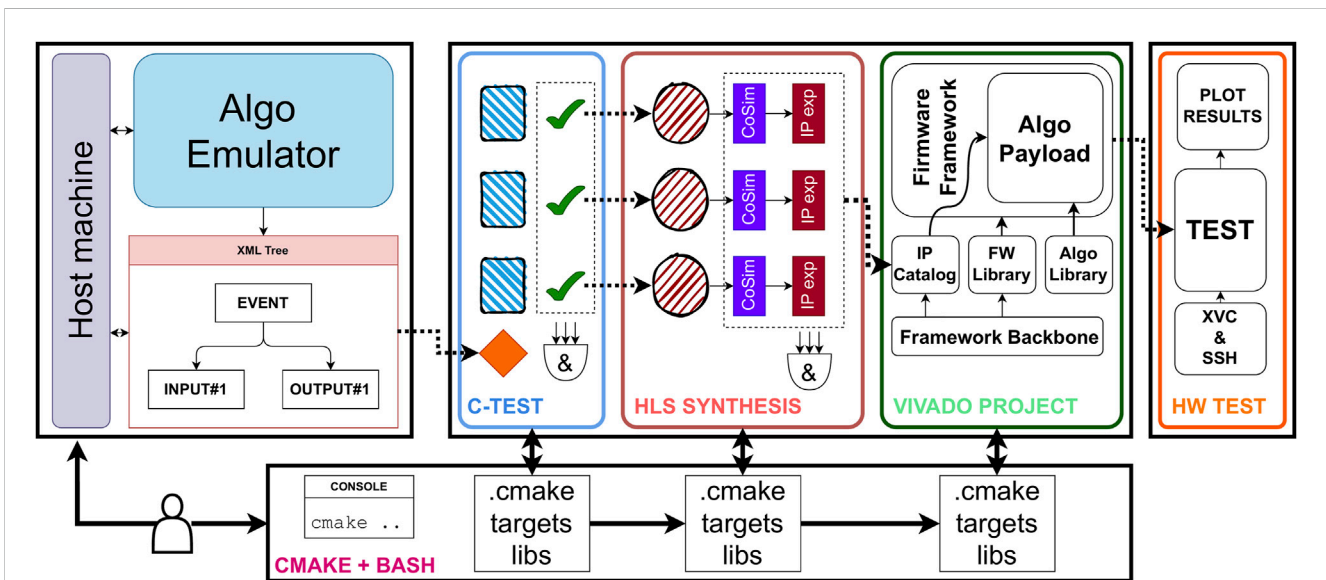 Host machine
Algo
Emulator
XML Tree
EVENT
INPUT#1
OUTPUT#1
&
C-TEST
CoSim
IP exp
CoSim
IP exp
CoSim
IP exp
&
HLS SYNTHESIS
Firmware
Framework
Algo
Payload
IP
Catalog
FW
Library
Algo
Library
Framework Backbone
VIVADO PROJECT
PLOT
RESULTS
TEST
XVC
&
SSH
HW TEST
CONSOLE
cmake ..
CMAKE + BASH
.cmake
targets
libs
.cmake
targets
libs
.cmake
targets
libs